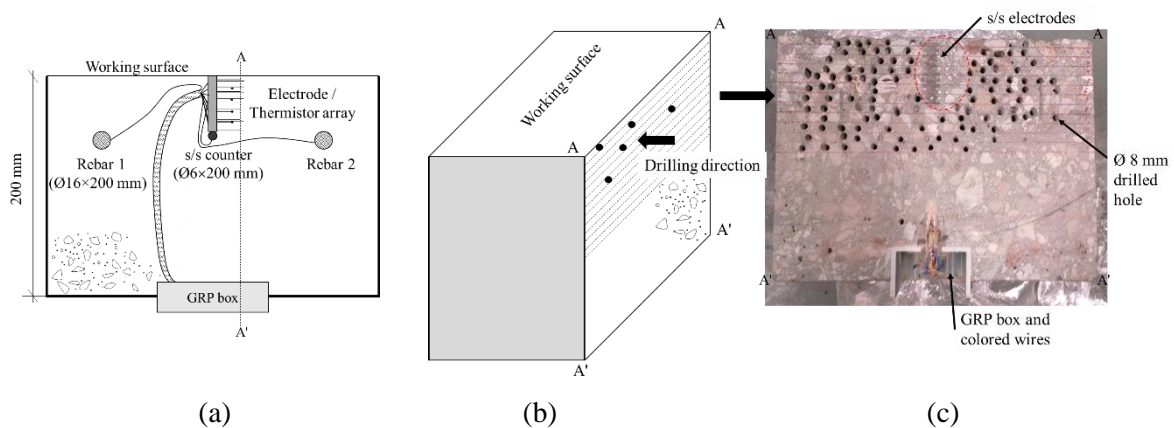 A
Working surface
Electrode /
Thermistor array
Rebar 1
(Ø16×200 mm)
s/s counter
(Ø6×200 mm)
Rebar 2
200 mm
GRP box
A'
(a)
A
Working surface
A
Drilling direction
A'
A'
(b)
s/s electrodes
A
A
Ø 8 mm
drilled
hole
A'
A'
GRP box and
colored wires
(c)